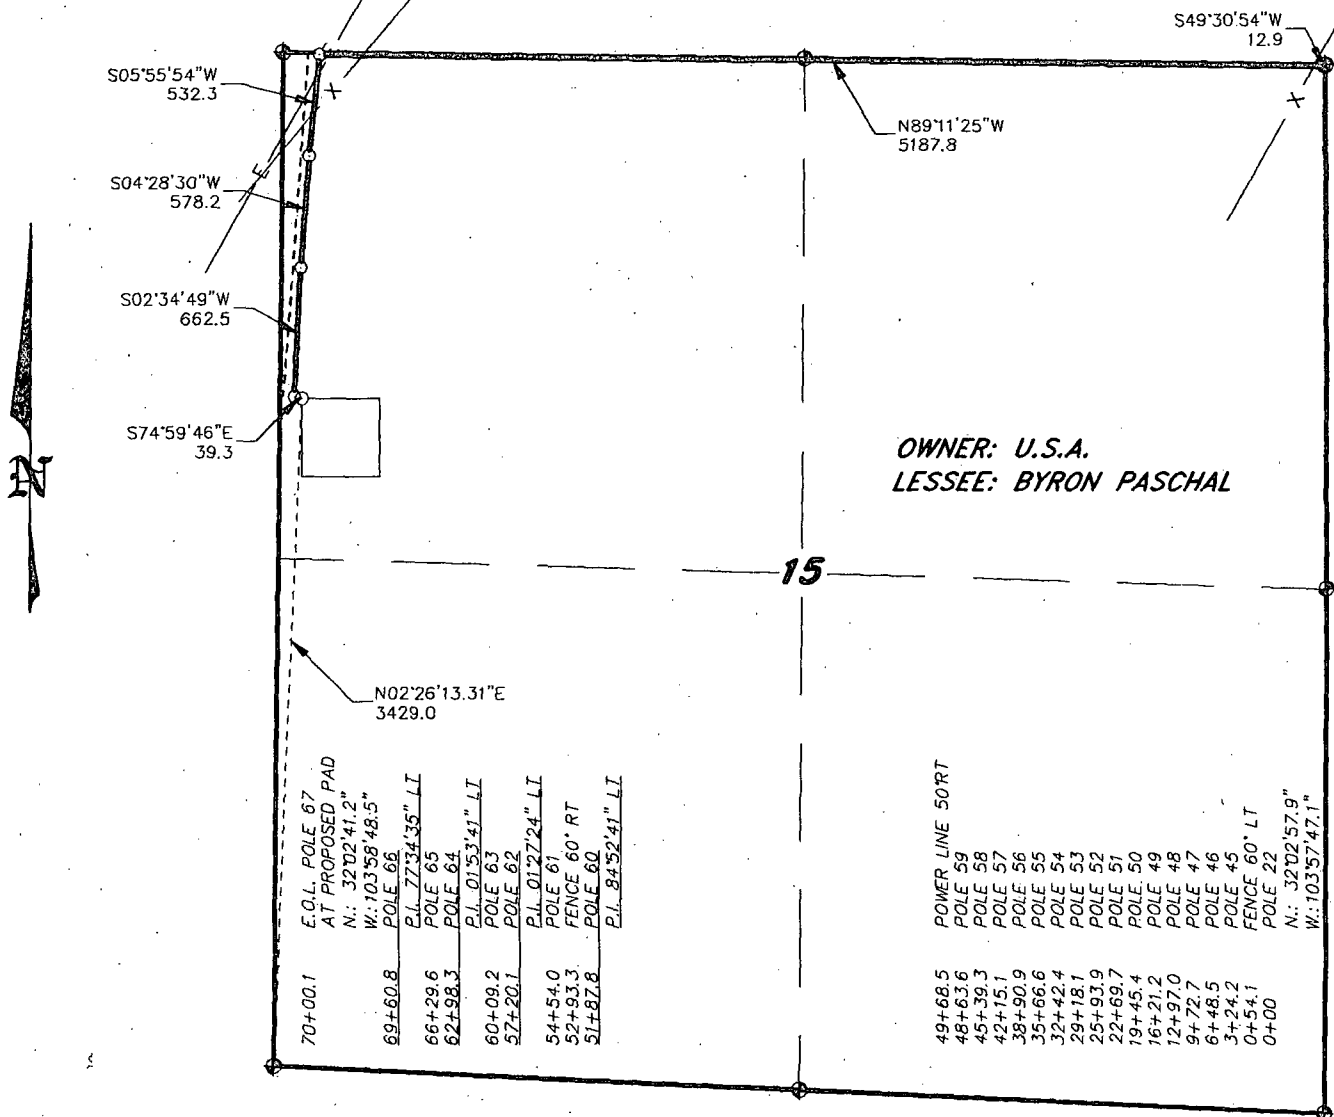 S49°30'54"W
12.9
S05°55'54"W
532.3
N89°11'25"W
5187.8
E
X
X
S04°28'30"W
578.2
S02°34'49"W
662.5
S74°59'46"E
39.3
N
OWNER: U.S.A.
LESSEE: BYRON PASCHAL
15
N02°26'13.31"E
3429.0
70+00.1 E.O.L. POLE 67
AT PROPOSED PAD
N.: 32°02'41.2"
W.: 103°58'48.5"
69+60.8 POLE 66
P.I. 77°34'35" LT
66+29.6 POLE 65
62+98.3 POLE 64
P.I. 01°53'41" LT
60+09.2 POLE 63
57+20.1 POLE 62
P.I. 01°27'24" LT
54+54.0 POLE 61
52+93.3 FENCE 60° RT
51+87.8 POLE 60
P.I. 84°52'41" LT
49+68.5 POWER LINE 50°RT
48+63.6 POLE 59
45+39.3 POLE 58
42+15.1 POLE 57
38+90.9 POLE 56
35+66.6 POLE 55
32+42.4 POLE 54
29+18.1 POLE 53
25+93.9 POLE 52
22+69.7 POLE 51
19+45.4 POLE 50
16+21.2 POLE 49
12+97.0 POLE 48
9+72.7 POLE 47
6+48.5 POLE 46
3+24.2 POLE 45
0+54.1 FENCE 60° LT
0+00 POLE 22
N.: 32°02'57.9"
W.: 103°57'47.1"